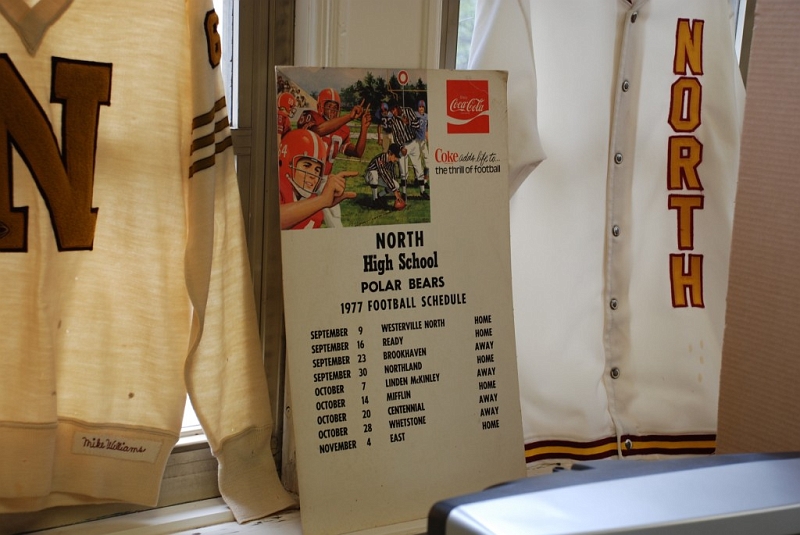 N
6
Mike Williams
Coca-Cola
Coke adds life to...
the thrill of football
NORTH
High School
POLAR BEARS
1977 FOOTBALL SCHEDULE
SEPTEMBER 9 WESTERVILLE NORTH HOME
SEPTEMBER 16 READY HOME
SEPTEMBER 23 BROOKHAVEN AWAY
SEPTEMBER 30 NORTHLAND HOME
OCTOBER 7 LINDEN McKINLEY AWAY
OCTOBER 14 MIFFLIN HOME
OCTOBER 20 CENTENNIAL AWAY
OCTOBER 28 WHETSTONE AWAY
NOVEMBER 4 EAST HOME
NORTH